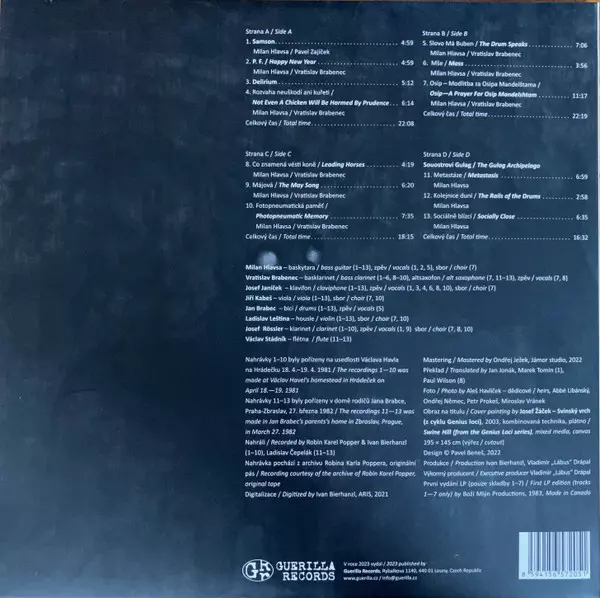 Strana A / Side A
1. Samson. 4:59
Milan Hlavsa / Pavel Zajíček
2. P. F. / Happy New Year 4:59
Milan Hlavsa / Vratislav Brabenec
3. Delirium. 5:12
4. Rozvaha neuškodí ani kuřeti /
Not Even A Chicken Will Be Harmed By Prudence 6:14
Milan Hlavsa / Vratislav Brabenec
Celkový čas / Total time 22:08
Strana B / Side B
5. Slovo Má Buben / The Drum Speaks 7:06
Milan Hlavsa / Vratislav Brabenec
6. Mše / Mass 3:56
Milan Hlavsa / Vratislav Brabenec
7. Osip – Modlitba za Osipa Mandelštama /
Osip—A Prayer For Osip Mandelshtam 11:17
Milan Hlavsa / Vratislav Brabenec
Celkový čas / Total time 22:19
Strana C / Side C
8. Co znamená vésti koně / Leading Horses 4:19
Milan Hlavsa / Vratislav Brabenec
9. Májová / The May Song 6:20
Milan Hlavsa / Vratislav Brabenec
10. Fotopneumatická paměť /
Photopneumatic Memory 7:35
Milan Hlavsa / Vratislav Brabenec
Celkový čas / Total time 18:15
Strana D / Side D
Souostroví Gulag / The Gulag Archipelago
11. Metastáze / Metastasis 6:59
Milan Hlavsa
12. Kolejnice duní / The Rails of the Drums 2:58
Milan Hlavsa
13. Sociálně blízcí / Socially Close 6:35
Milan Hlavsa
Celkový čas / Total time 16:32
Milan Hlavsa – baskytara / bass guitar (1–13), zpěv / vocals (1, 2, 5), sbor / choir (7)
Vratislav Brabenec – basklarinet / bass clarinet (1–6, 8–10), altsaxofon / alt saxophone (7, 11–13), zpěv / vocals (7, 8)
Josef Janíček – klavifon / claviphone (1–13), zpěv / vocals (1, 3, 4, 6, 8, 10), sbor / choir (7)
Jiří Kabeš – viola / viola (1–13), sbor / choir (7, 10)
Jan Brabec – bicí / drums (1–13), zpěv / vocals (5)
Ladislav Leština – housle / violin (1–13), sbor / choir (7, 10)
Josef Rössler – klarinet / clarinet (1–10), zpěv / vocals (1, 9) sbor / choir (7, 8, 10)
Václav Stádník – flétna / flute (11–13)
Nahrávky 1–10 byly pořízeny na usedlosti Václava Havla
na Hrádečku 18. 4.–19. 4. 1981 / The recordings 1—10 was
made at Václav Havel's homestead in Hrádeček on
April 18.—19. 1981
Nahrávky 11–13 byly pořízeny v domě rodičů Jana Brabce,
Praha-Zbraslav, 27. března 1982 / The recordings 11—13 was
made in Jan Brabec's parents's home in Zbraslav, Prague,
in March 27. 1982
Nahráli / Recorded by Robin Karel Popper & Ivan Bierhanzl
(1–10), Ladislav Čepelák (11–13)
Nahrávka pochází z archivu Robina Karla Poppera, originální
pás / Recording courtesy of the archive of Robin Karel Popper,
original tape
Digitalizace / Digitized by Ivan Bierhanzl, ARIS, 2021
Mastering / Mastered by Ondřej Ježek, Jámor studio, 2022
Překlad / Translated by Jan Jonák, Marek Tomin (1),
Paul Wilson (8)
Foto / Photo by Aleš Havlíček – dědicové / heirs, Abbé Libánský,
Ondřej Němec, Petr Prokeš, Miroslav Vránek
Obraz na titulu / Cover painting by Josef Žáček – Svinský vrch
(z cyklu Genius loci), 2003, kombinovaná technika, plátno /
Swine Hill (from the Genius Loci series), mixed media, canvas
195 × 145 cm (výřez / cutout)
Design © Pavel Beneš, 2022
Produkce / Production Ivan Bierhanzl, Vladimír „Lábus“ Drápal
Výkonný producent / Executive producer Vladimír „Lábus“ Drápal
První vydání LP (pouze skladby 1–7) / First LP edition (tracks
1—7 only) by Boží Mlýn Productions, 1983, Made in Canada
GUERILLA
RECORDS
V roce 2023 vydal / 2023 published by
Guerilla Records, Rybalkova 1140, 440 01 Louny, Czech Republic
www.guerilla.cz / info@guerilla.cz
8 594156 572051